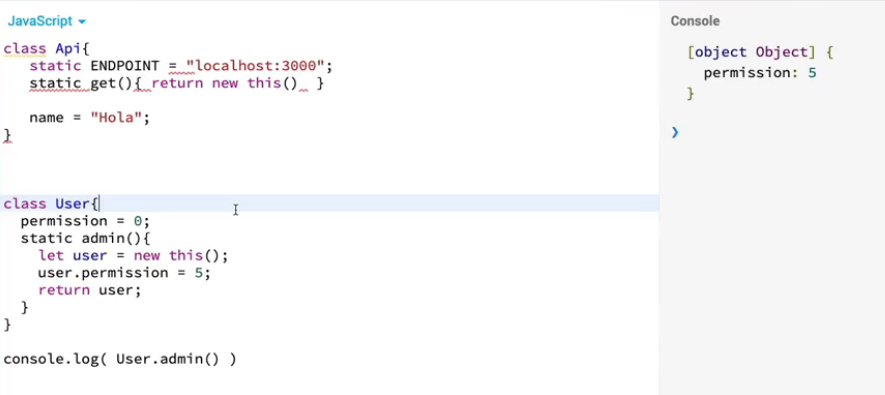 JavaScript
class Api{
static ENDPOINT = "localhost:3000";
static get(){ return new this() }
name = "Hola";
}
class User{
permission = 0;
static admin(){
let user = new this();
user.permission = 5;
return user;
}
}
console.log( User.admin() )
Console
[object Object] {
permission: 5
}
❯